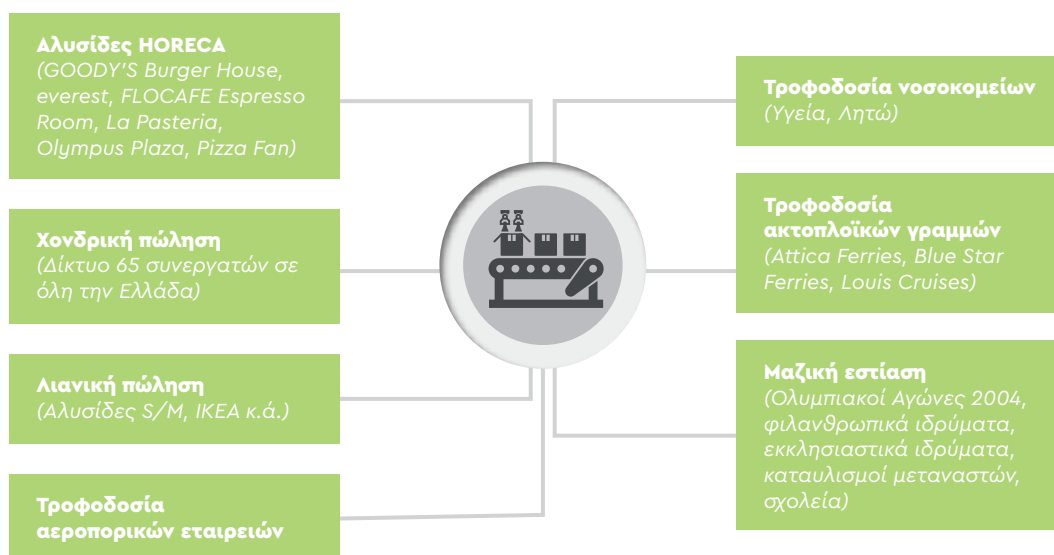 Αλυσίδες HORECA
(GOODY'S Burger House,
everest, FLOCAFE Espresso
Room, La Pasteria,
Olympus Plaza, Pizza Fan)
Χονδρική πώληση
(Δίκτυο 65 συνεργατών σε
όλη την Ελλάδα)
Λιανική πώληση
(Αλυσίδες S/M, IKEA κ.ά.)
Τροφοδοσία
αεροπορικών εταιρειών
Τροφοδοσία νοσοκομείων
(Υγεία, Λητώ)
Τροφοδοσία
ακτοπλοϊκών γραμμών
(Attica Ferries, Blue Star
Ferries, Louis Cruises)
Μαζική εστίαση
(Ολυμπιακοί Αγώνες 2004,
φιλανθρωπικά ιδρύματα,
εκκλησιαστικά ιδρύματα,
καταυλισμοί μεταναστών,
σχολεία)